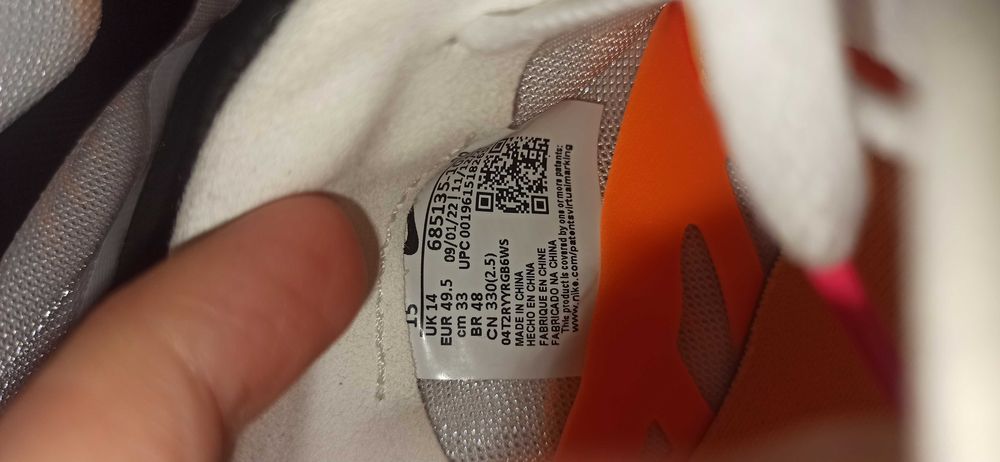 15
UK 14
EUR 49.5
cm 33
BR 48
CN 330(2.5)
685135-
09/01/22 | 11/
UPC 0019615182
04T2RYYRGB6WS
MADE IN CHINA
HECHO EN CHINA
FABRIQUE EN CHINE
FABRICADO NA CHINA
This product is covered by one or more patents:
www.nike.com/patentsvirtualmarking